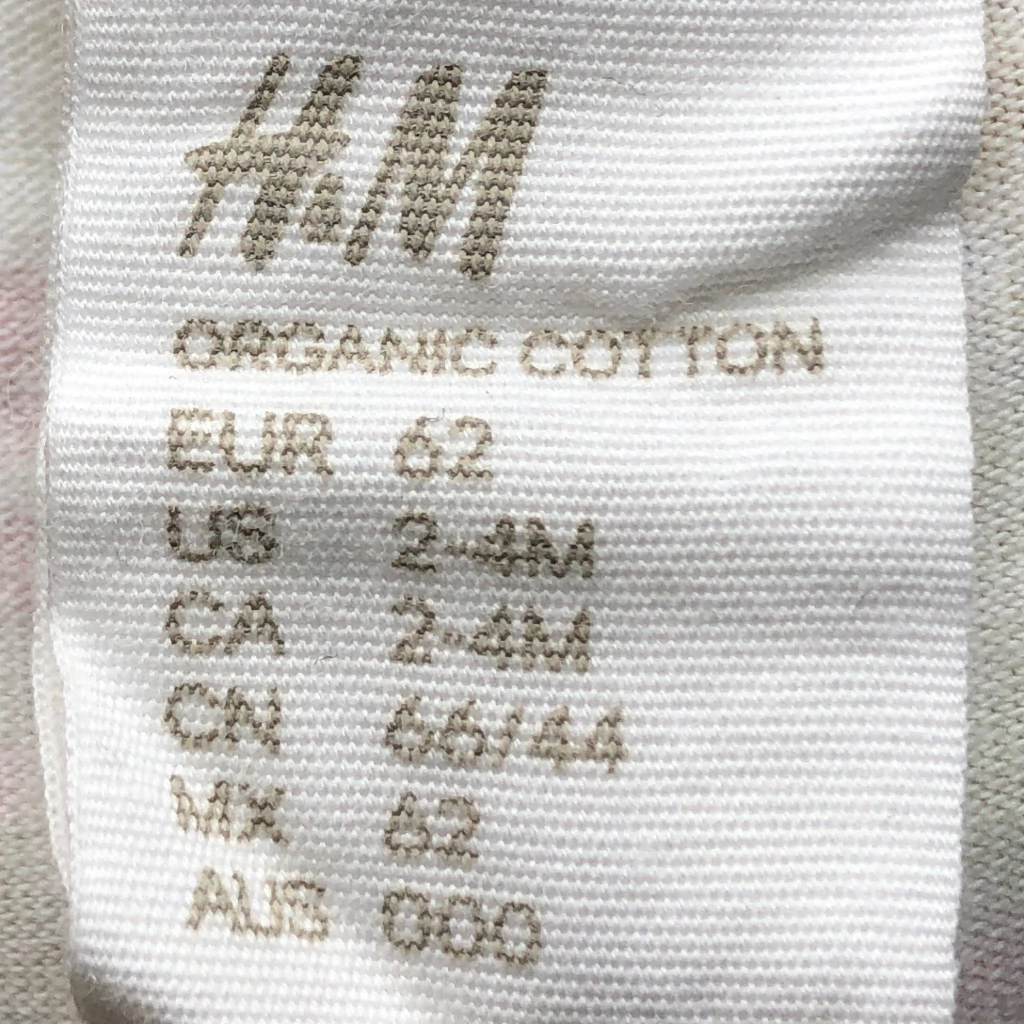 H&M
ORGANIC COTTON
EUR 62
US 2-4M
CA 2-4M
CN 66/44
MX 62
AUS 000